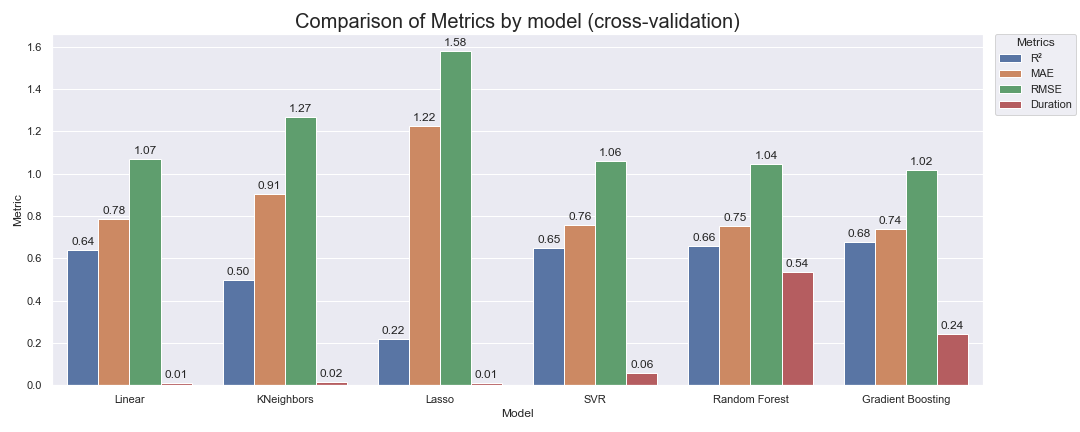 Comparison of Metrics by model (cross-validation)
Metrics
R²
MAE
RMSE
Duration
Metric
1.6
1.4
1.2
1.0
0.8
0.6
0.4
0.2
0.0
0.64
0.78
1.07
0.01
0.50
0.91
1.27
0.02
0.22
1.22
1.58
0.01
0.65
0.76
1.06
0.06
0.66
0.75
1.04
0.54
0.68
0.74
1.02
0.24
Linear
KNeighbors
Lasso
SVR
Random Forest
Gradient Boosting
Model